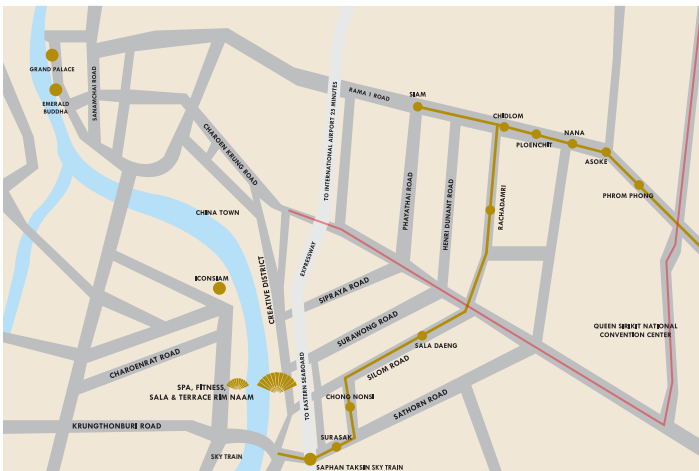 GRAND PALACE
EMERALD
BUDDHA
SANAMCHAI ROAD
CHAROEN KRUNG ROAD
TO INTERNATIONAL AIRPORT 25 MINUTES
RAMA 1 ROAD
SIAM
CHIDLOM
PLOENCHIT
NANA
ASOKE
PHROM PHONG
PHAYATHAI ROAD
HENRI DUNANT ROAD
RACHADAMRI
CHINA TOWN
EXPRESSWAY
ICONSIAM
CREATIVE DISTRICT
SIPRAYA ROAD
SURAWONG ROAD
QUEEN SIRIKIT NATIONAL
CONVENTION CENTER
SALA DAENG
CHAROENRAT ROAD
SILOM ROAD
SPA, FITNESS,
SALA & TERRACE RIM NAAM
TO EASTERN SEABOARD
CHONG NONSI
SATHORN ROAD
KRUNGTHONBURI ROAD
SURASAK
SKY TRAIN
SAPHAN TAKSIN SKY TRAIN